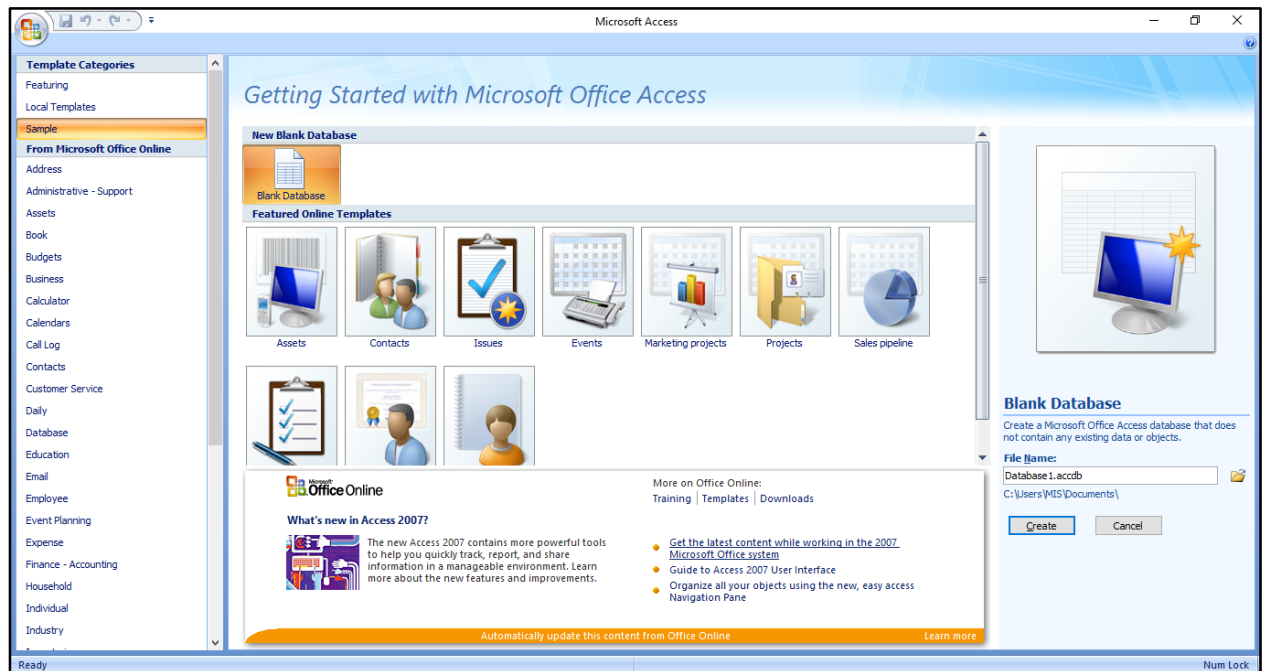 Microsoft Access
Template Categories
Featuring
Local Templates
Sample
From Microsoft Office Online
Address
Administrative - Support
Assets
Book
Budgets
Business
Calculator
Calendars
Call Log
Contacts
Customer Service
Daily
Database
Education
Email
Employee
Event Planning
Expense
Finance - Accounting
Household
Individual
Industry
Getting Started with Microsoft Office Access
New Blank Database
Blank Database
Featured Online Templates
Assets Contacts Issues Events Marketing projects Projects Sales pipeline
Microsoft
Office Online
What's new in Access 2007?
The new Access 2007 contains more powerful tools
to help you quickly track, report, and share
information in a manageable environment. Learn
more about the new features and improvements.
More on Office Online:
Training | Templates | Downloads
Get the latest content while working in the 2007
Microsoft Office system
Guide to Access 2007 User Interface
Organize all your objects using the new, easy access
Navigation Pane
Automatically update this content from Office Online
Learn more
Blank Database
Create a Microsoft Office Access database that does
not contain any existing data or objects.
File Name:
Database1.accdb
C:\Users\MIS\Documents\
Create Cancel
Ready
Num Lock